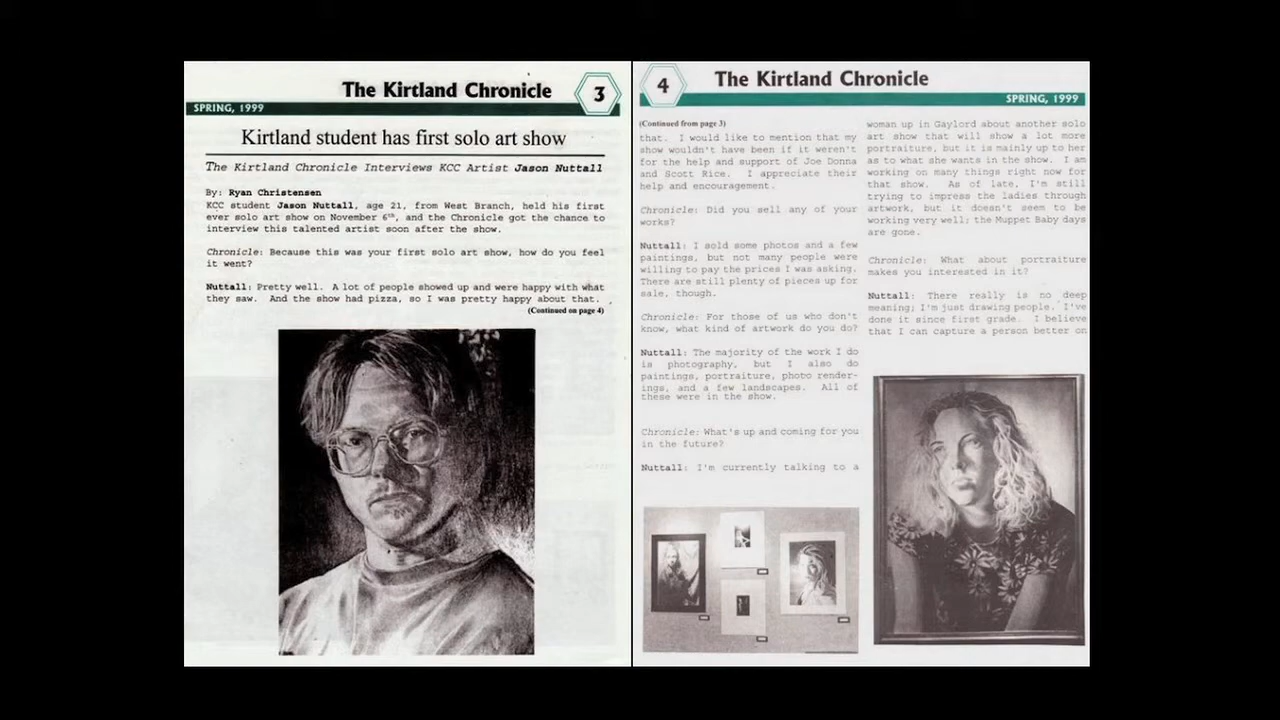 The Kirtland Chronicle
3
SPRING, 1999
Kirtland student has first solo art show
The Kirtland Chronicle Interviews KCC Artist Jason Nuttall
By: Ryan Christensen
KCC student Jason Nuttall, age 21, from West Branch, held his first
ever solo art show on November 6th, and the Chronicle got the chance to
interview this talented artist soon after the show.
Chronicle: Because this was your first solo art show, how do you feel
it went?
Nuttall: Pretty well. A lot of people showed up and were happy with what
they saw. And the show had pizza, so I was pretty happy about that.
(Continued on page 4)
4
The Kirtland Chronicle
SPRING, 1999
(Continued from page 3)
that. I would like to mention that my
show wouldn't have been if it weren't
for the help and support of Joe Donna
and Scott Rice. I appreciate their
help and encouragement.
Chronicle: Did you sell any of your
works?
Nuttall: I sold some photos and a few
paintings, but not many people were
willing to pay the prices I was asking.
There are still plenty of pieces up for
sale, though.
Chronicle: For those of us who don't
know, what kind of artwork do you do?
Nuttall: The majority of the work I do
is photography, but I also do
paintings, portraiture, photo render-
ings, and a few landscapes. All of
these were in the show.
Chronicle: What's up and coming for you
in the future?
Nuttall: I'm currently talking to a
woman up in Gaylord about another solo
art show that will show a lot more
portraiture, but it is mainly up to her
as to what she wants in the show. I am
working on many things right now for
that show. As of late, I'm still
trying to impress the ladies through
artwork, but it doesn't seem to be
working very well; the Muppet Baby days
are gone.
Chronicle: What about portraiture
makes you interested in it?
Nuttall: There really is no deep
meaning; I'm just drawing people. I've
done it since first grade. I believe
that I can capture a person better on